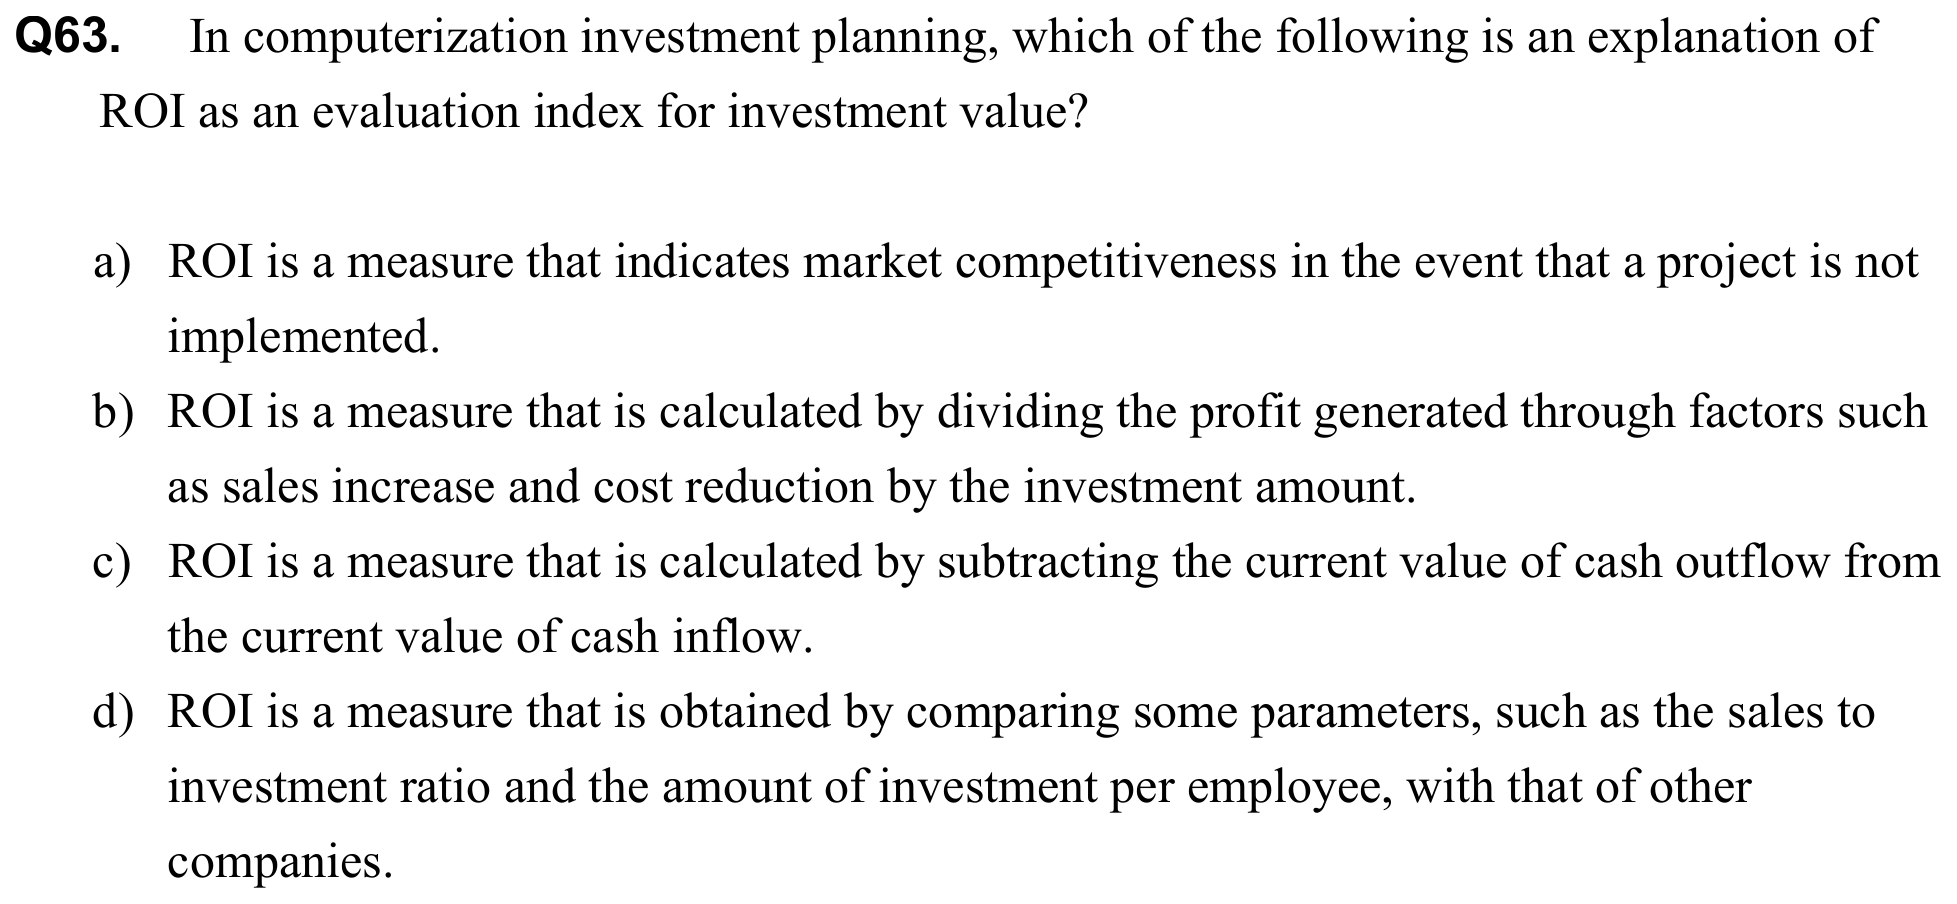 Q63. In computerization investment planning, which of the following is an explanation of
ROI as an evaluation index for investment value?
a) ROI is a measure that indicates market competitiveness in the event that a project is not
implemented.
b) ROI is a measure that is calculated by dividing the profit generated through factors such
as sales increase and cost reduction by the investment amount.
c) ROI is a measure that is calculated by subtracting the current value of cash outflow from
the current value of cash inflow.
d) ROI is a measure that is obtained by comparing some parameters, such as the sales to
investment ratio and the amount of investment per employee, with that of other
companies.